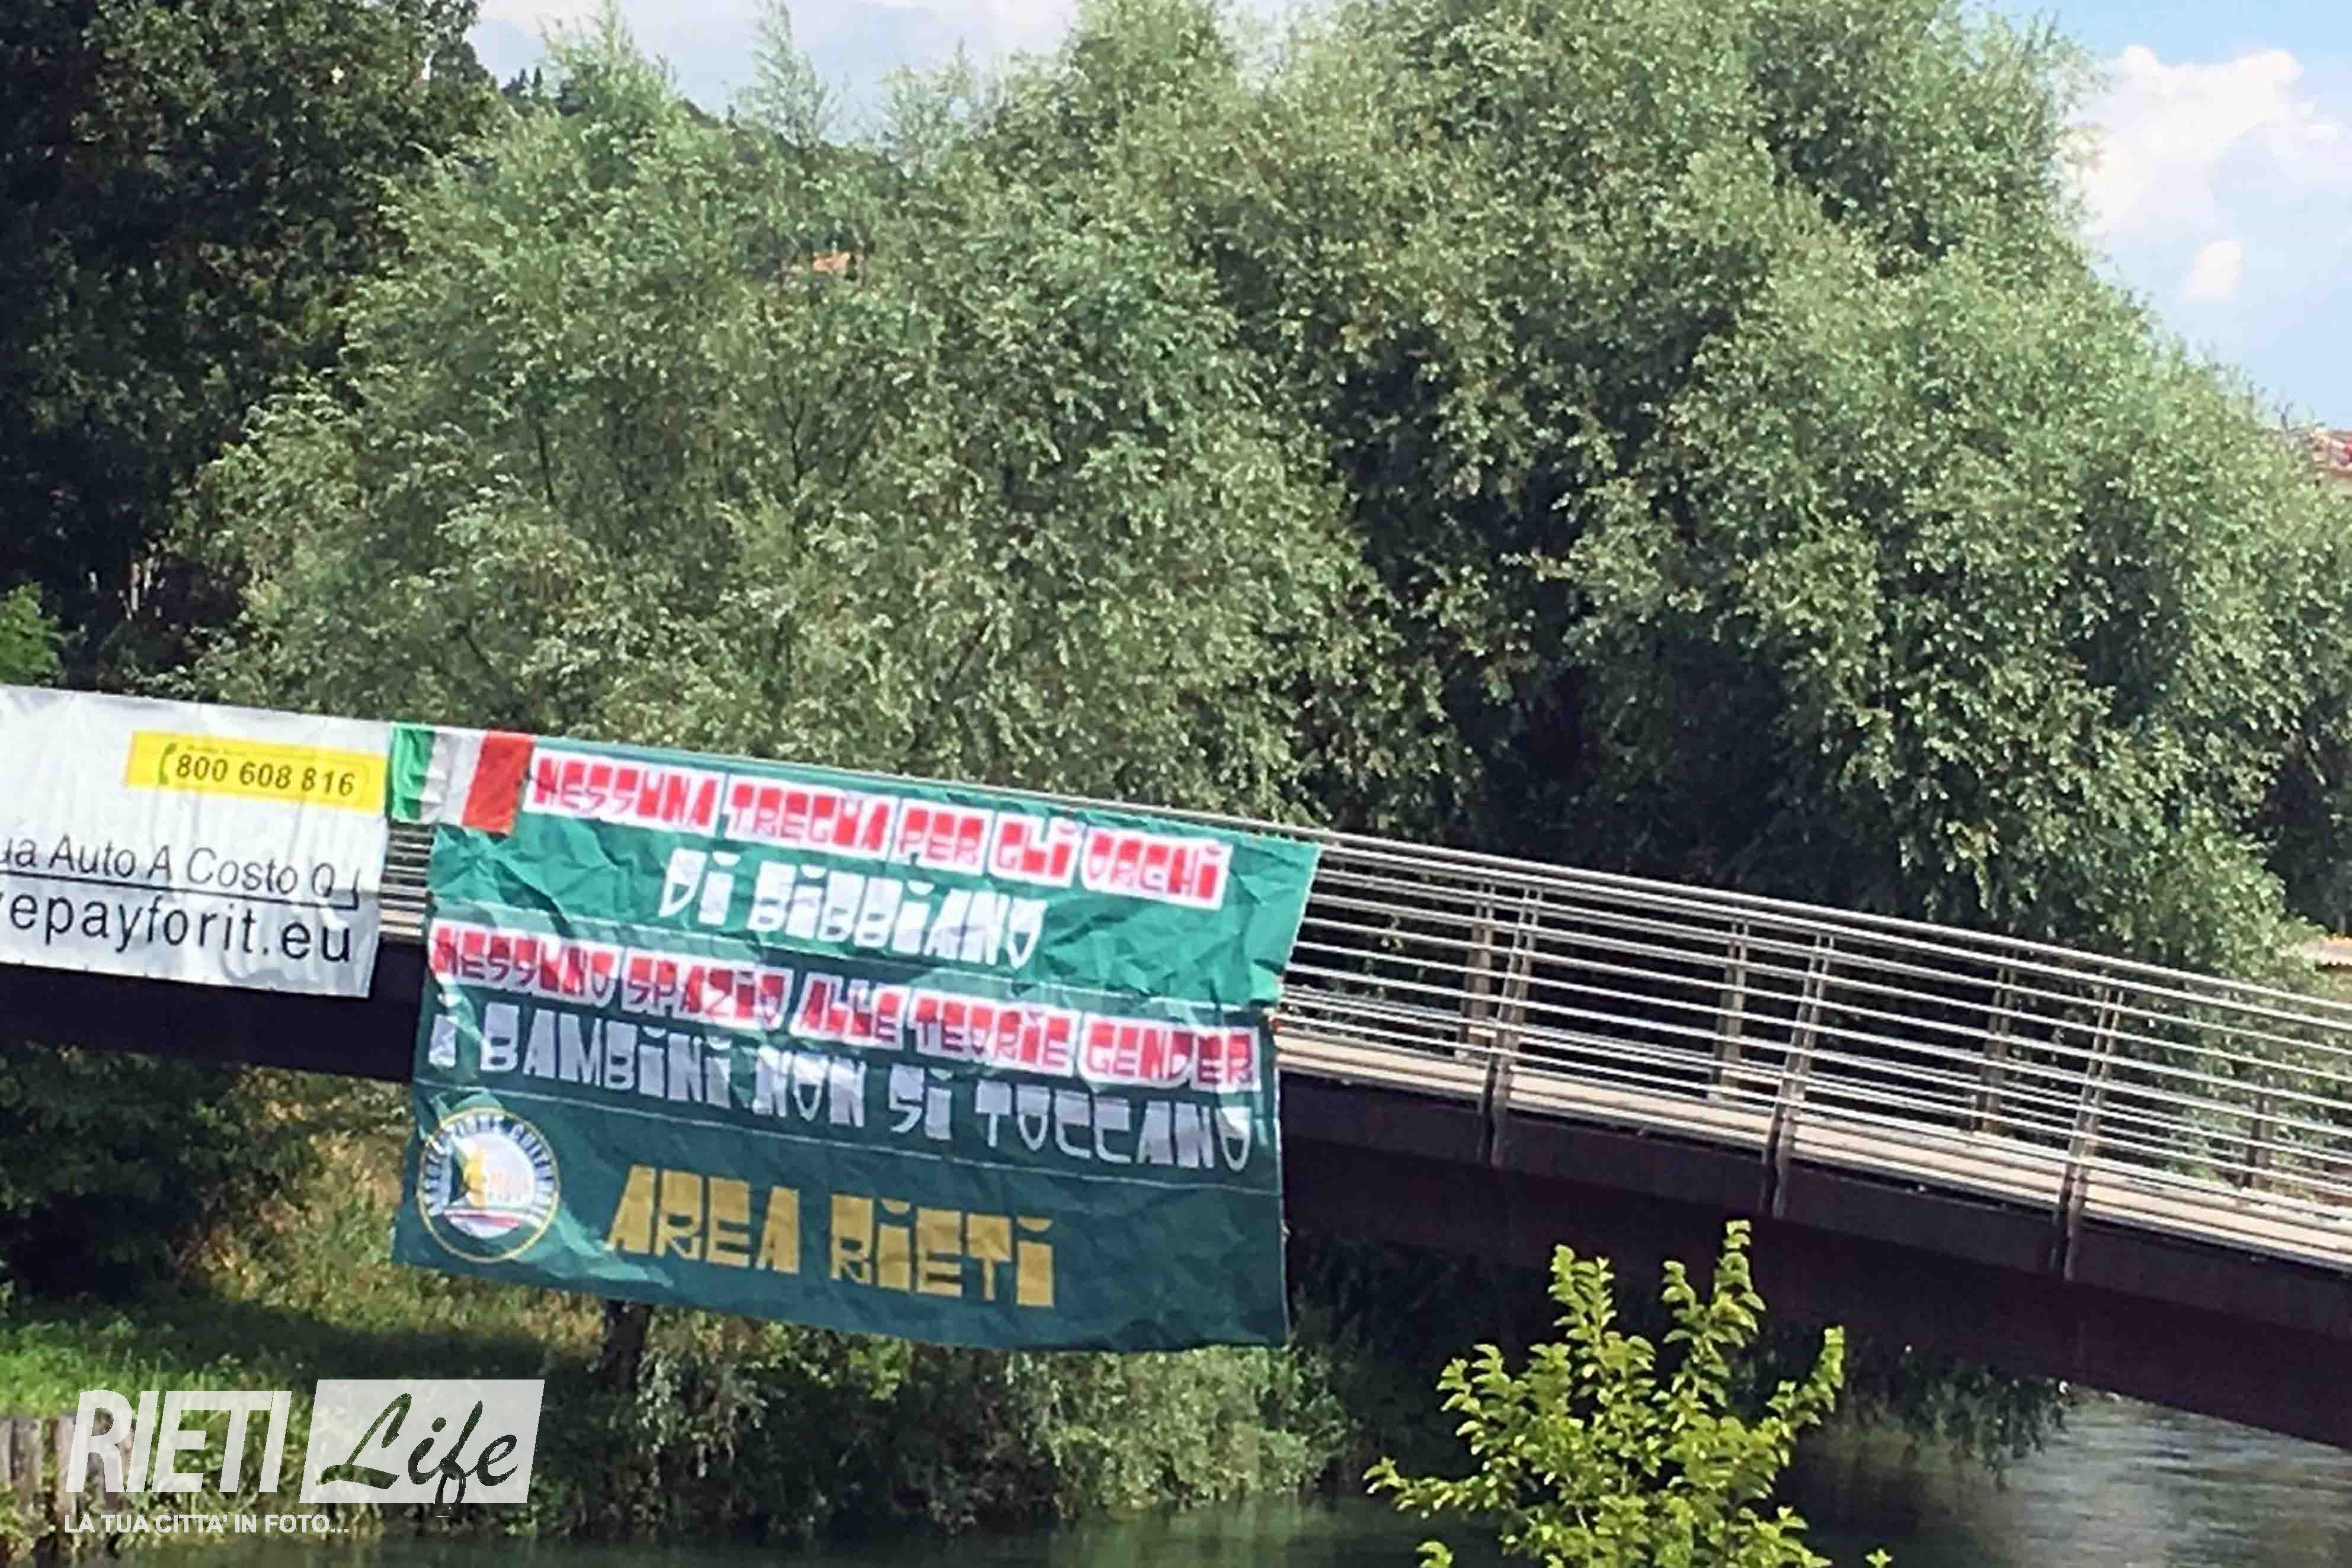 800 608 816
ua Auto A Costo 0
epayforit.eu
NESSUNA TREGUA PER GLI ORCHI
DI BIBBIANO
NESSUNO SPAZIO ALLE TEORIE GENDER
I BAMBINI NON SI TOCCANO
AREA RIETI
RIETI Life
LA TUA CITTA' IN FOTO...